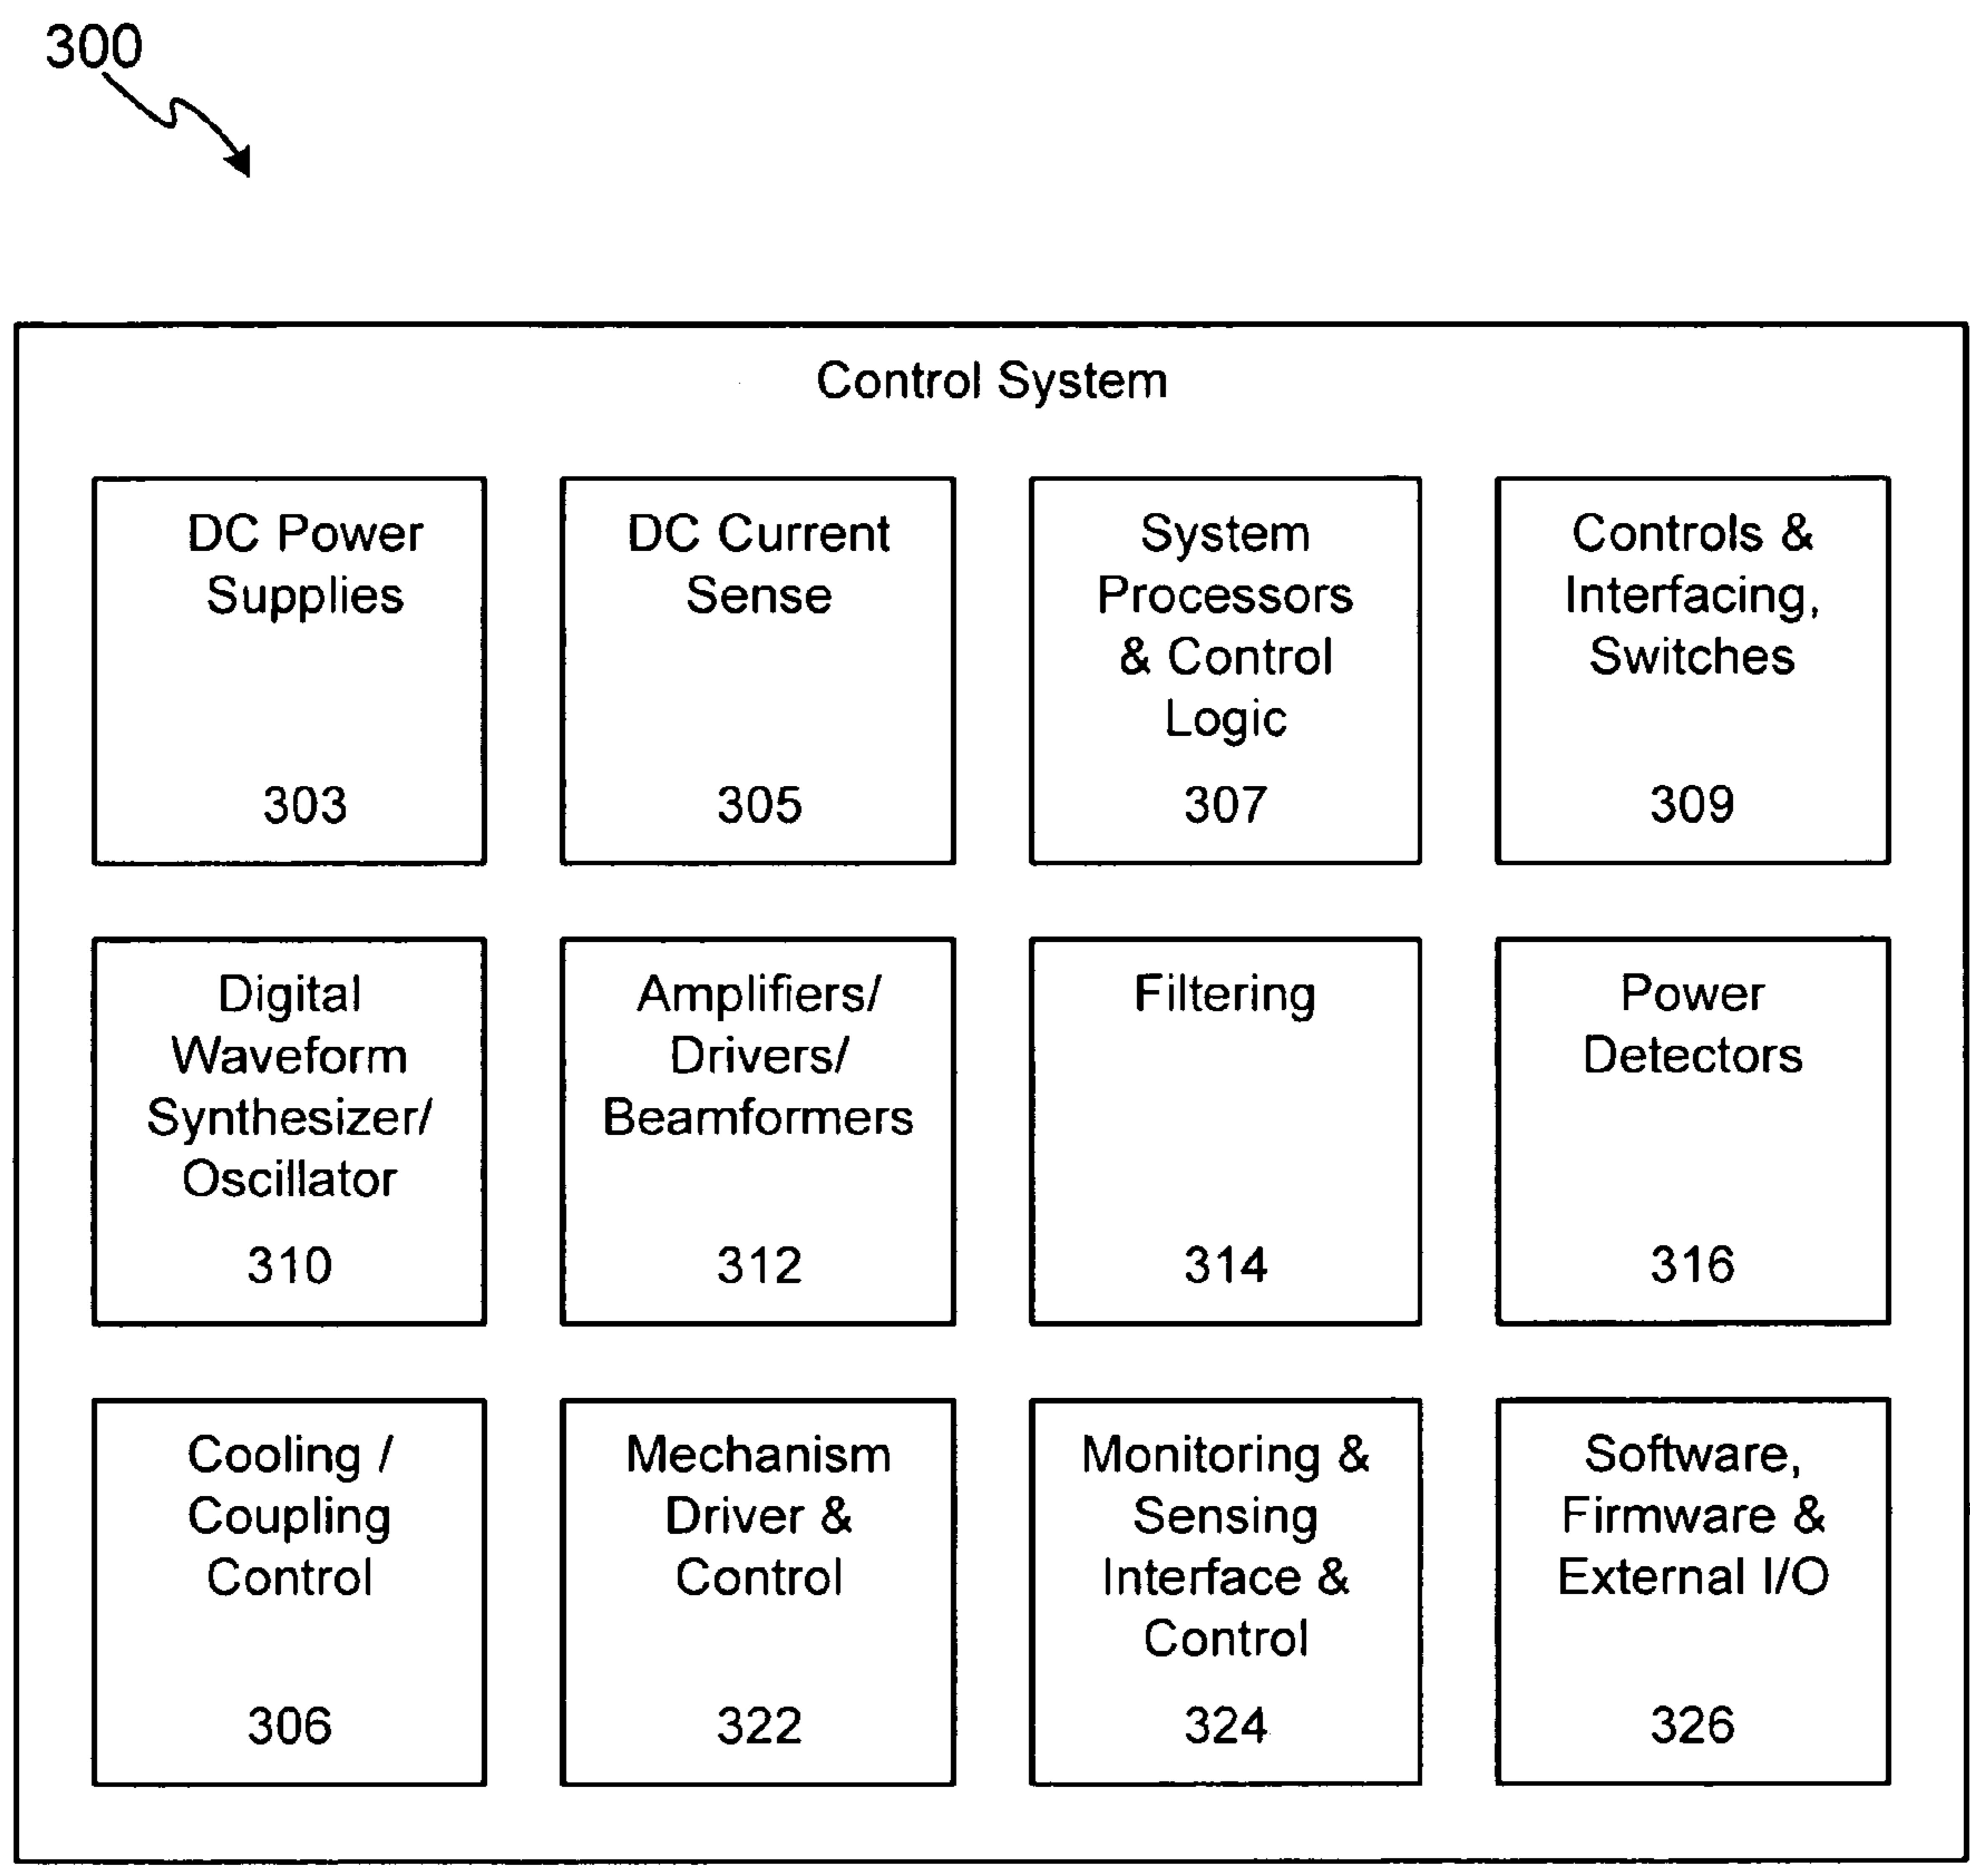 300
Control System
DC Power
Supplies
303
DC Current
Sense
305
System
Processors
& Control
Logic
307
Controls &
Interfacing,
Switches
309
Digital
Waveform
Synthesizer/
Oscillator
310
Amplifiers/
Drivers/
Beamformers
312
Filtering
314
Power
Detectors
316
Cooling /
Coupling
Control
306
Mechanism
Driver &
Control
322
Monitoring &
Sensing
Interface &
Control
324
Software,
Firmware &
External I/O
326